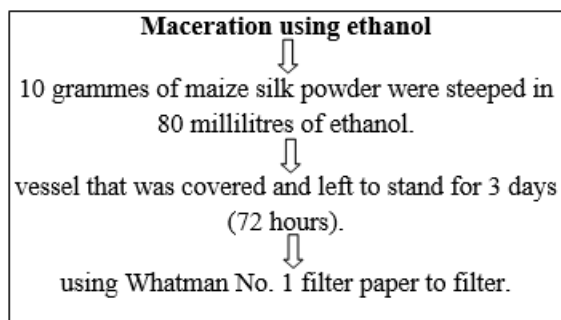 Maceration using ethanol
10 grammes of maize silk powder were steeped in
80 millilitres of ethanol.
vessel that was covered and left to stand for 3 days
(72 hours).
using Whatman No. 1 filter paper to filter.